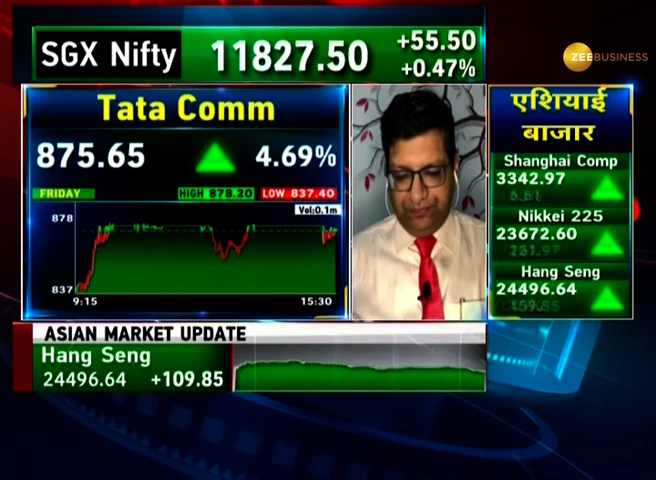 SGX Nifty 11827.50 +55.50
+0.47%
ZEE BUSINESS
Tata Comm
875.65 4.69%
FRIDAY HIGH 878.20 LOW 837.40
Vol:0.1m
878
837
9:15 15:30
एशियाई
बाजार
Shanghai Comp
3342.97
Nikkei 225
23672.60
Hang Seng
24496.64
ASIAN MARKET UPDATE
Hang Seng
24496.64 +109.85